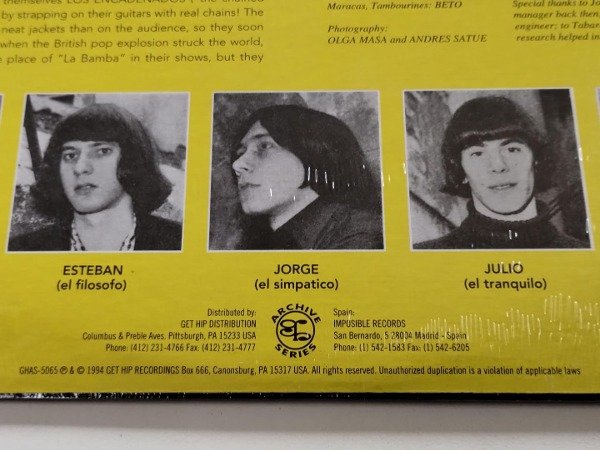 themselves LOS ENCADENADOS ( the chained
by strapping on their guitars with real chains! The
neat jackets than on the audience, so they soon
when the British pop explosion struck the world,
place of "La Bamba" in their shows, but they
Maracas, Tambourines: BETO
Photography:
OLGA MASA and ANDRES SATUE
Special thanks to Jo
manager back then,
engineer: to Tabar
research helped in
ESTEBAN
(el filosofo)
JORGE
(el simpatico)
JULIO
(el tranquilo)
Distributed by:
GET HIP DISTRIBUTION
Columbus & Preble Aves. Pittsburgh, PA 15233 USA
Phone: (412) 231-4766 Fax: (412) 231-4777
ARCHIVE
SERIES
Spain:
IMPUSIBLE RECORDS
San Bernardo, 5 28004 Madrid - Spain
Phone: (1) 542-1583 Fax: (1) 542-6205
GHAS-5065 ℗ & © 1994 GET HIP RECORDINGS Box 666, Canonsburg, PA 15317 USA. All rights reserved. Unauthorized duplication is a violation of applicable laws